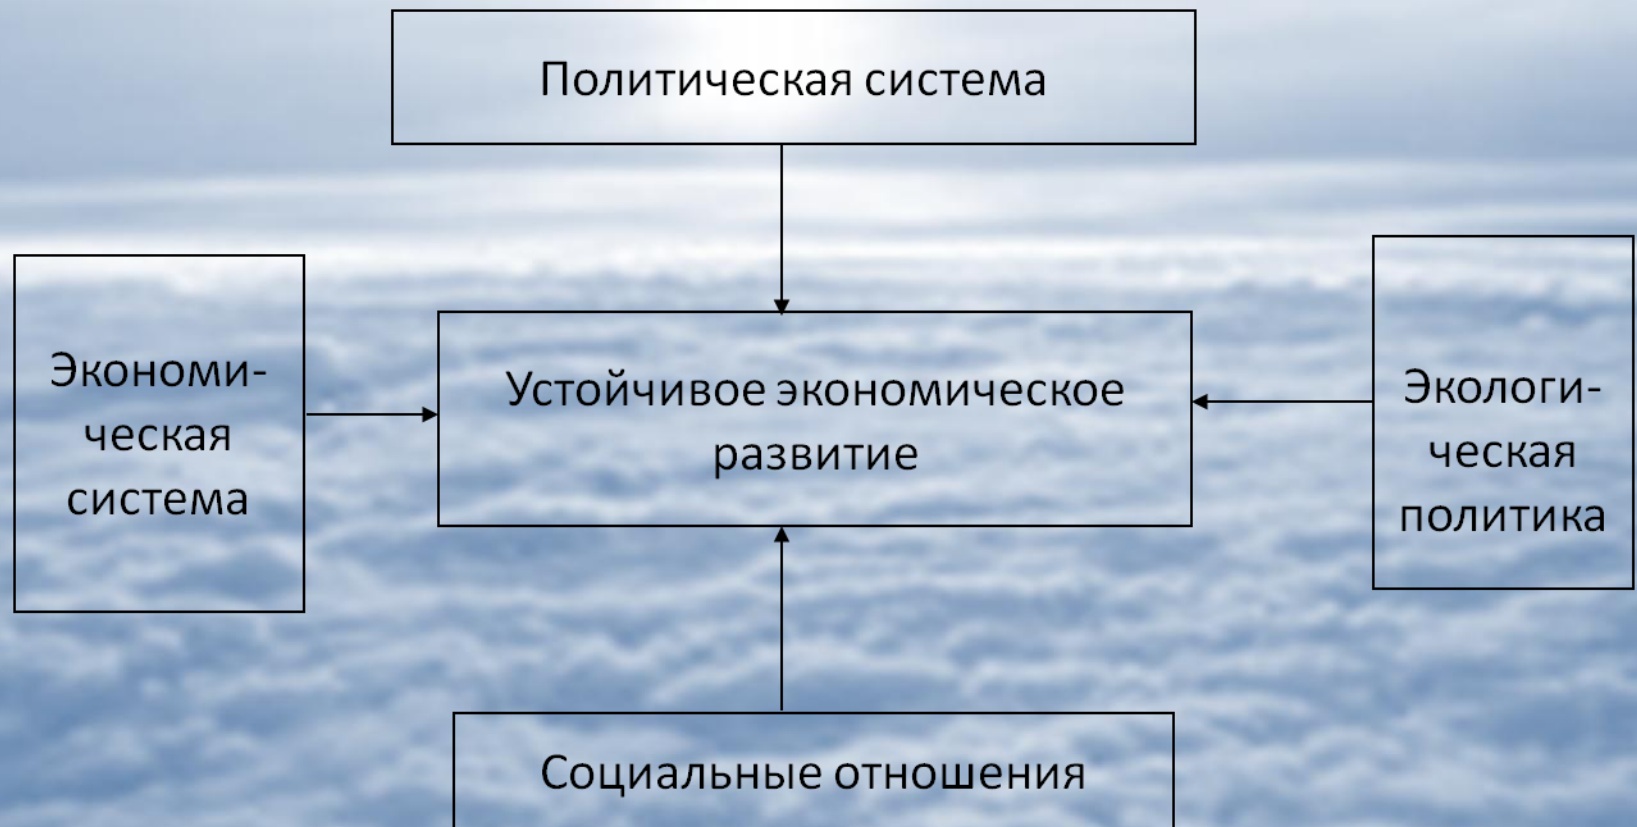 Политическая система
Экономи-
ческая
система
Устойчивое экономическое
развитие
Экологи-
ческая
политика
Социальные отношения